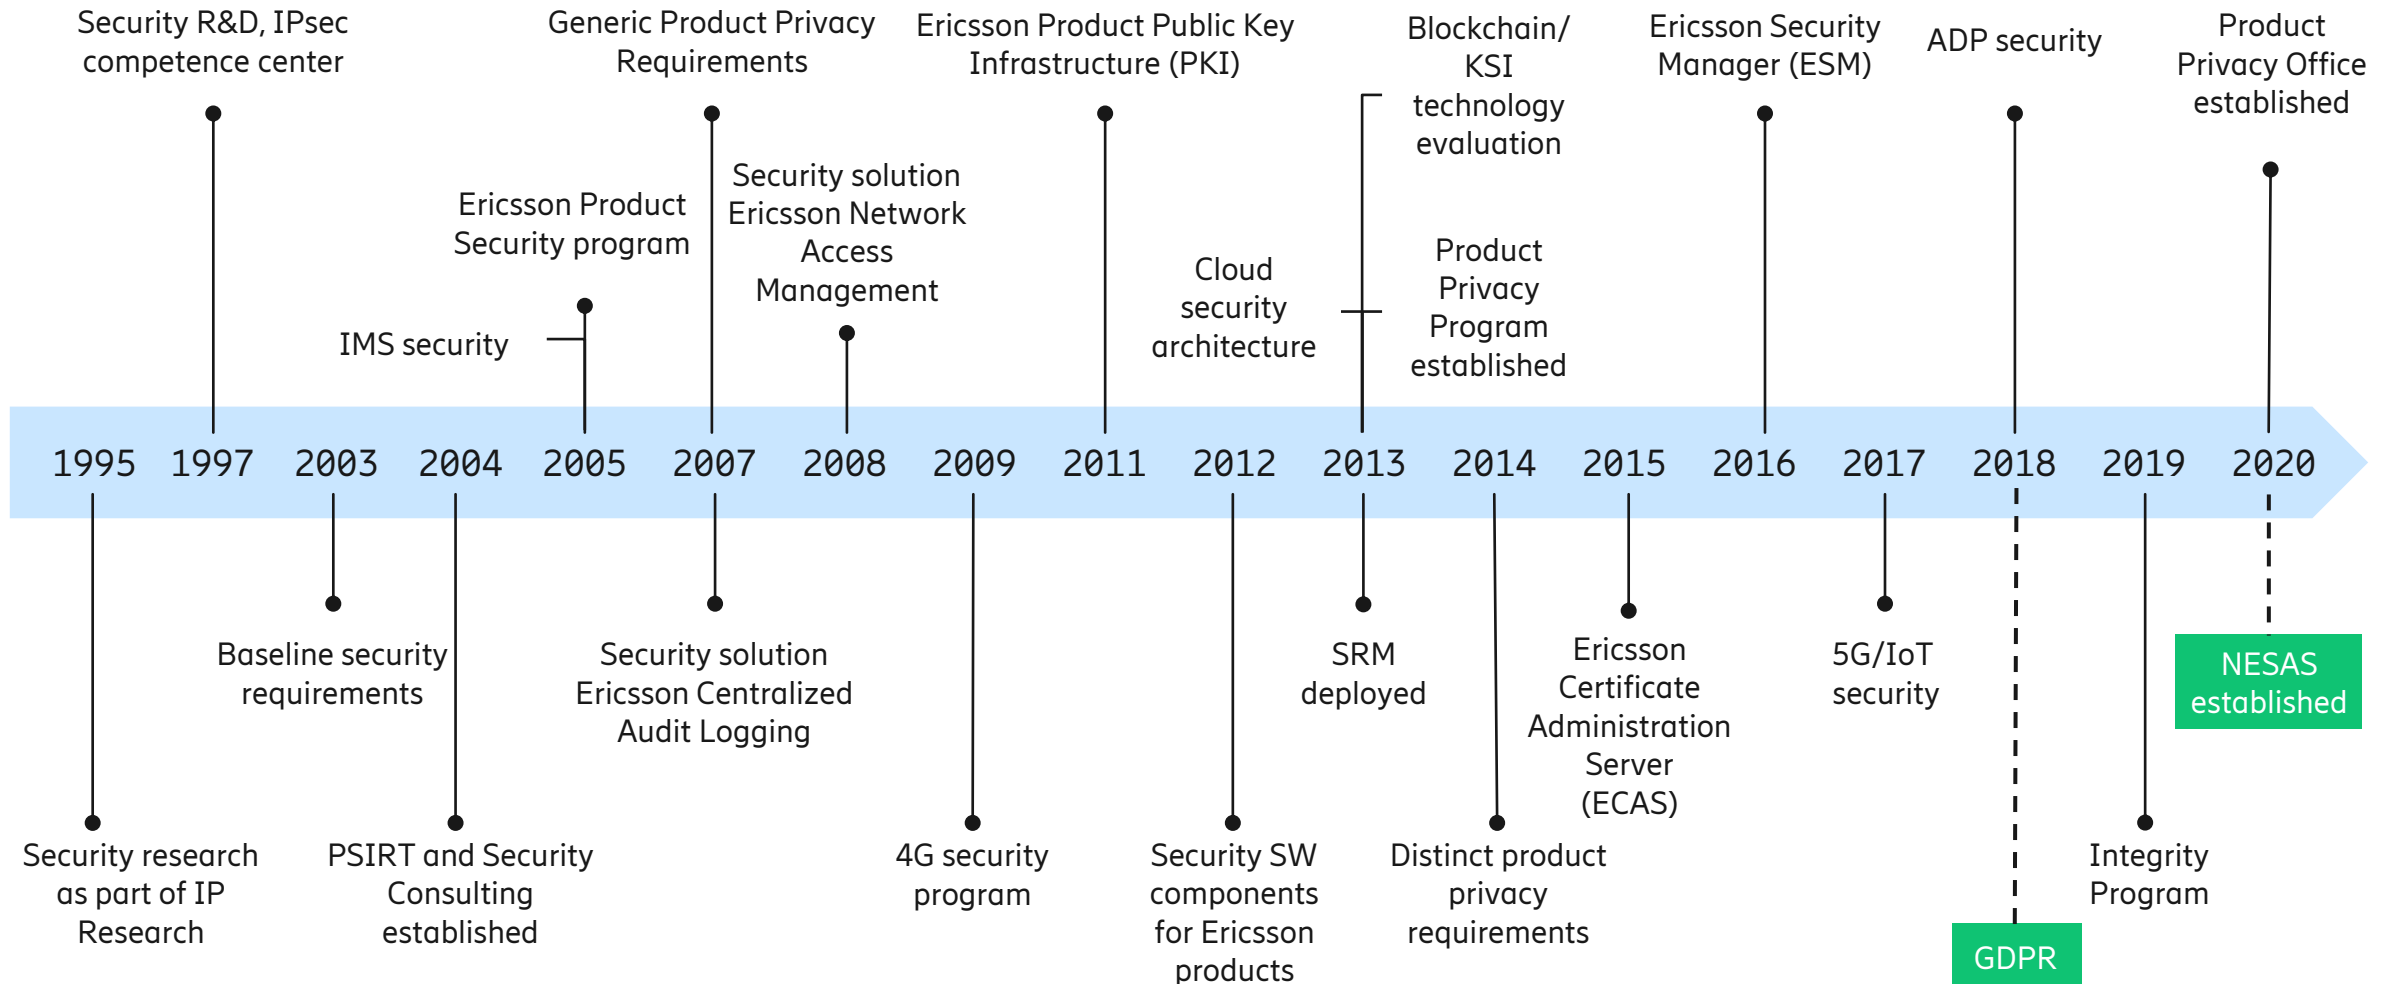 Security R&D, IPsec
competence center
Generic Product Privacy
Requirements
Ericsson Product Public Key
Infrastructure (PKI)
Blockchain/
KSI
technology
evaluation
Ericsson Security
Manager (ESM)
ADP security
Product
Privacy Office
established
Ericsson Product
Security program
IMS security
Security solution
Ericsson Network
Access
Management
Cloud
security
architecture
Product
Privacy
Program
established
1995 1997 2003 2004 2005 2007 2008 2009 2011 2012 2013 2014 2015 2016 2017 2018 2019 2020
Baseline security
requirements
Security solution
Ericsson Centralized
Audit Logging
SRM
deployed
Ericsson
Certificate
Administration
Server
(ECAS)
5G/IoT
security
NESAS
established
Security research
as part of IP
Research
PSIRT and Security
Consulting
established
4G security
program
Security SW
components
for Ericsson
products
Distinct product
privacy
requirements
Integrity
Program
GDPR